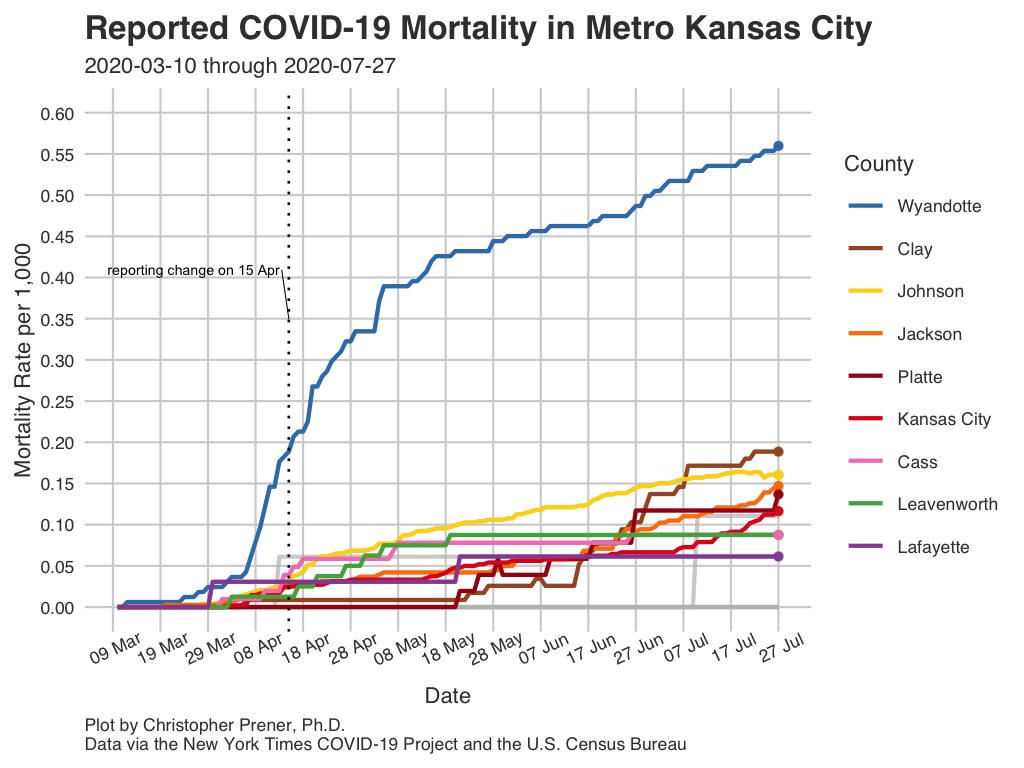 Reported COVID-19 Mortality in Metro Kansas City
2020-03-10 through 2020-07-27
Mortality Rate per 1,000
0.60
0.55
0.50
0.45
0.40
0.35
0.30
0.25
0.20
0.15
0.10
0.05
0.00
reporting change on 15 Apr
09 Mar
19 Mar
29 Mar
08 Apr
18 Apr
28 Apr
08 May
18 May
28 May
07 Jun
17 Jun
27 Jun
07 Jul
17 Jul
27 Jul
Date
County
Wyandotte
Clay
Johnson
Jackson
Platte
Kansas City
Cass
Leavenworth
Lafayette
Plot by Christopher Prener, Ph.D.
Data via the New York Times COVID-19 Project and the U.S. Census Bureau